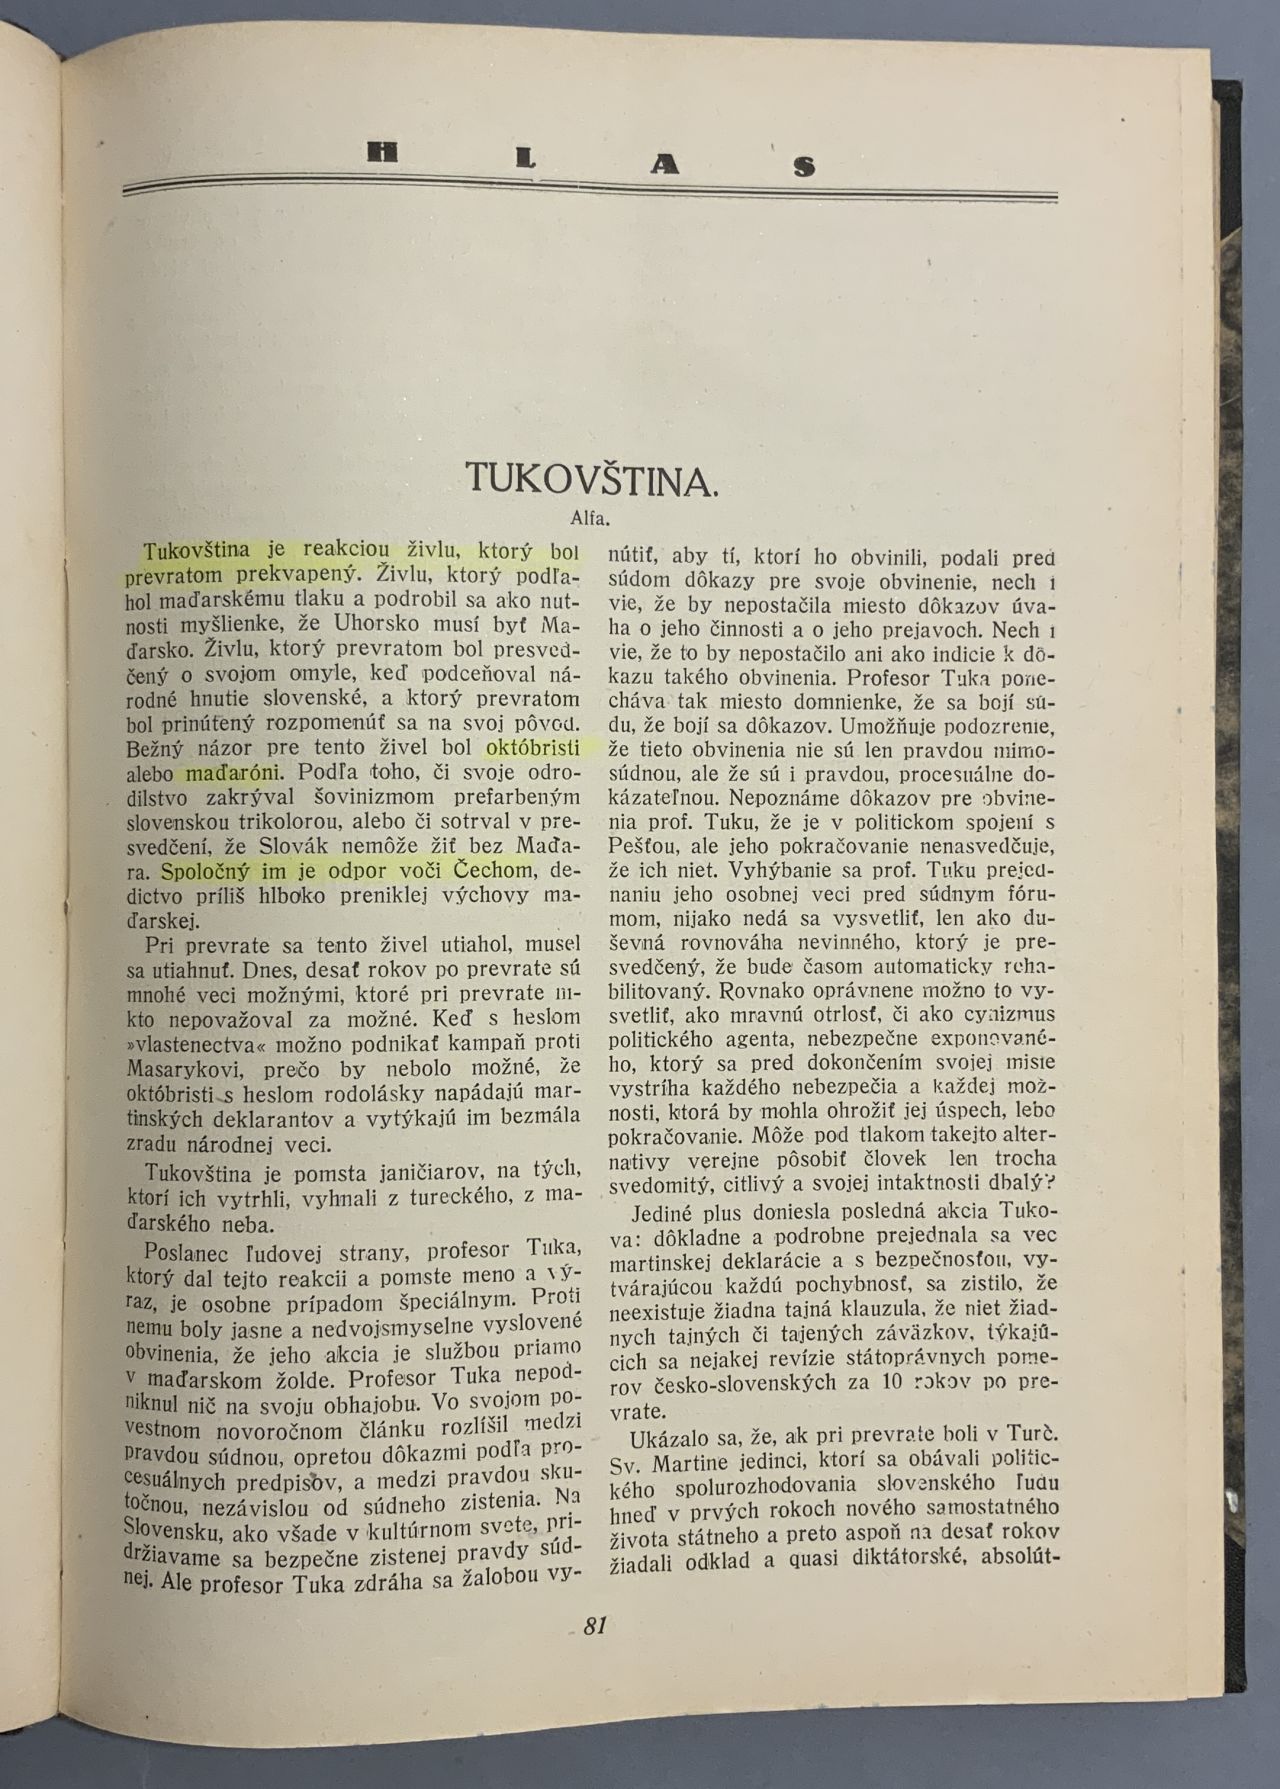 H L A S
TUKOVŠTINA.
Alfa.
Tukovština je reakciou živlu, ktorý bol
prevratom prekvapený. Živlu, ktorý podľa-
hol maďarskému tlaku a podrobil sa ako nut-
nosti myšlienke, že Uhorsko musí byť Ma-
ďarsko. Živlu, ktorý prevratom bol presved-
čený o svojom omyle, keď podceňoval ná-
rodné hnutie slovenské, a ktorý prevratom
bol prinútený rozpomenúť sa na svoj pôvod.
Bežný názor pre tento živel bol októbristi
alebo maďaróni. Podľa toho, či svoje odro-
dilstvo zakrýval šovinizmom prefarbeným
slovenskou trikolorou, alebo či sotrval v pre-
svedčení, že Slovák nemôže žiť bez Maďa-
ra. Spoločný im je odpor voči Čechom, de-
dictvo príliš hlboko preniklej výchovy ma-
ďarskej.
Pri prevrate sa tento živel utiahol, musel
sa utiahnuť. Dnes, desať rokov po prevrate sú
mnohé veci možnými, ktoré pri prevrate ni-
kto nepovažoval za možné. Keď s heslom
»vlastenectva« možno podnikať kampaň proti
Masarykovi, prečo by nebolo možné, že
októbristi s heslom rodolásky napádajú mar-
tinských deklarantov a vytýkajú im bezmála
zradu národnej veci.
Tukovština je pomsta janičiarov, na tých,
ktorí ich vytrhli, vyhnali z tureckého, z ma-
ďarského neba.
Poslanec ľudovej strany, profesor Tuka,
ktorý dal tejto reakcii a pomste meno a vý-
raz, je osobne prípadom špeciálnym. Proti
nemu boly jasne a nedvojsmyselne vyslovené
obvinenia, že jeho akcia je službou priamo
v maďarskom žolde. Profesor Tuka nepod-
niknul nič na svoju obhajobu. Vo svojom po-
vestnom novoročnom článku rozlíšil medzi
pravdou súdnou, opretou dôkazmi podľa pro-
cesuálnych predpisov, a medzi pravdou sku-
točnou, nezávislou od súdneho zistenia. Na
Slovensku, ako všade v kultúrnom svete, pri-
držiavame sa bezpečne zistenej pravdy súd-
nej. Ale profesor Tuka zdráha sa žalobou vy-
nútiť, aby tí, ktorí ho obvinili, podali pred
súdom dôkazy pre svoje obvinenie, nech i
vie, že by nepostačila miesto dôkazov úva-
ha o jeho činnosti a o jeho prejavoch. Nech i
vie, že to by nepostačilo ani ako indicie k dô-
kazu takého obvinenia. Profesor Tuka pone-
cháva tak miesto domnienke, že sa bojí sú-
du, že bojí sa dôkazov. Umožňuje podozrenie,
že tieto obvinenia nie sú len pravdou mimo-
súdnou, ale že sú i pravdou, procesuálne do-
kázateľnou. Nepoznáme dôkazov pre obvine-
nia prof. Tuku, že je v politickom spojení s
Pešťou, ale jeho pokračovanie nenasvedčuje,
že ich niet. Vyhýbanie sa prof. Tuku prejed-
naniu jeho osobnej veci pred súdnym fóru-
mom, nijako nedá sa vysvetliť, len ako du-
ševná rovnováha nevinného, ktorý je pre-
svedčený, že bude časom automaticky reha-
bilitovaný. Rovnako oprávnene možno to vy-
svetliť, ako mravnú otrlosť, či ako cynizmus
politického agenta, nebezpečne exponované-
ho, ktorý sa pred dokončením svojej misie
vystríha každého nebezpečia a každej mož-
nosti, ktorá by mohla ohroziť jej úspech, lebo
pokračovanie. Môže pod tlakom takejto alter-
nativy verejne pôsobiť človek len trocha
svedomitý, citlivý a svojej intaktnosti dbalý?
Jediné plus doniesla posledná akcia Tuko-
va: dôkladne a podrobne prejednala sa vec
martinskej deklarácie a s bezpečnosťou, vy-
tvárajúcou každú pochybnosť, sa zistilo, že
neexistuje žiadna tajná klauzula, že niet žiad-
nych tajných či tajených záväzkov, týkajú-
cich sa nejakej revízie státoprávnych pome-
rov česko-slovenských za 10 rokov po pre-
vrate.
Ukázalo sa, že, ak pri prevrate boli v Turč.
Sv. Martine jedinci, ktorí sa obávali politic-
kého spolurozhodovania slovenského ľudu
hneď v prvých rokoch nového samostatného
života státneho a preto aspoň na desať rokov
žiadali odklad a quasi diktátorské, absolút-
81